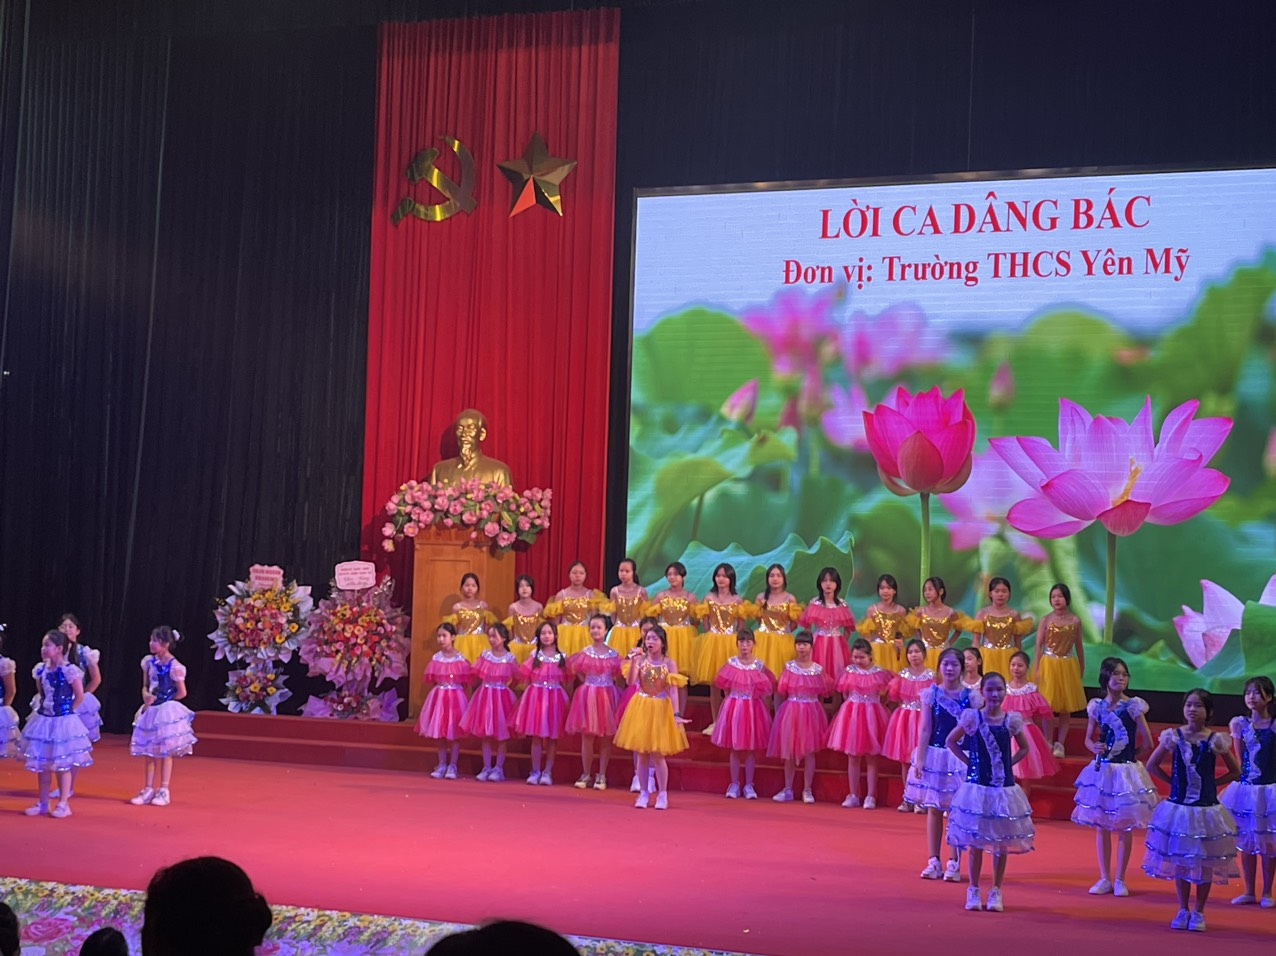 LỜI CA DÂNG BÁC
Đơn vị: Trường THCS Yên Mỹ